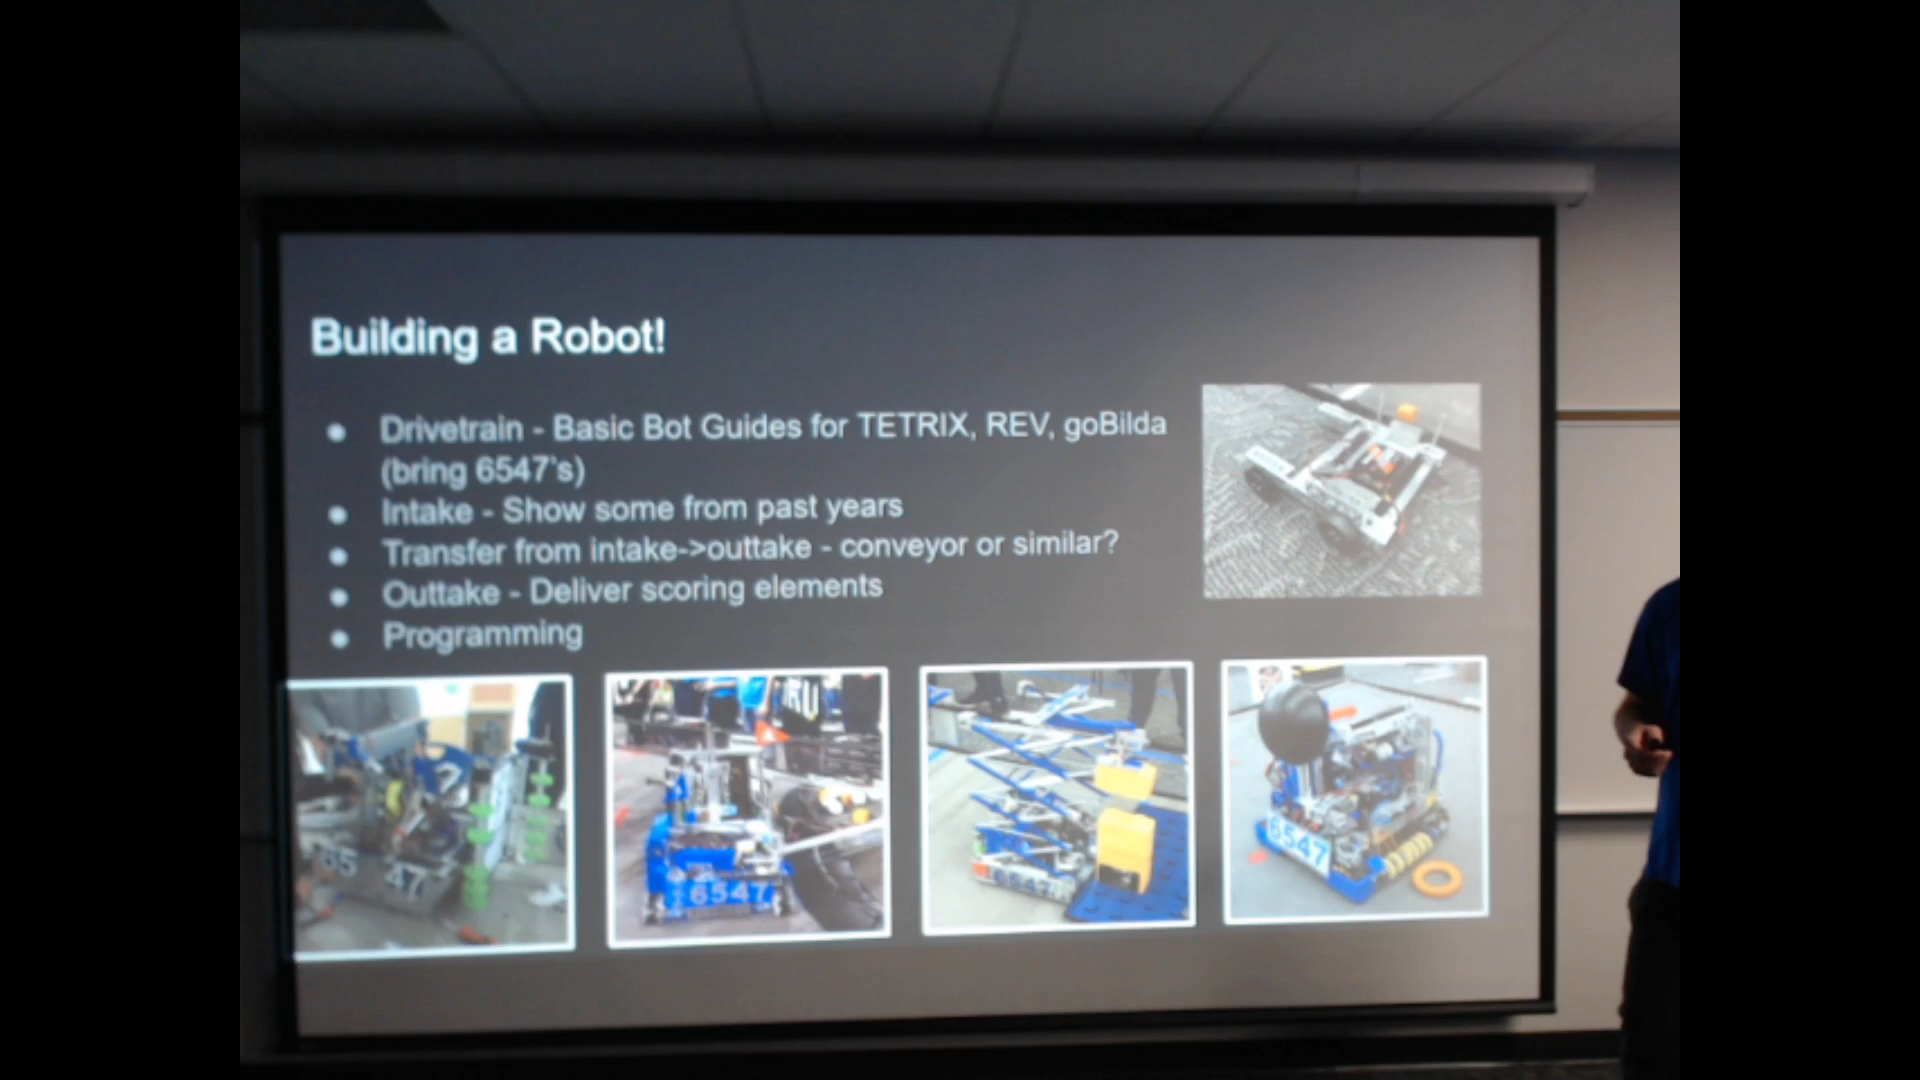 Building a Robot!
● Drivetrain - Basic Bot Guides for TETRIX, REV, goBilda
(bring 6547's)
● Intake - Show some from past years
● Transfer from intake->outtake - conveyor or similar?
● Outtake - Deliver scoring elements
● Programming
65 47
6547
6547
6547